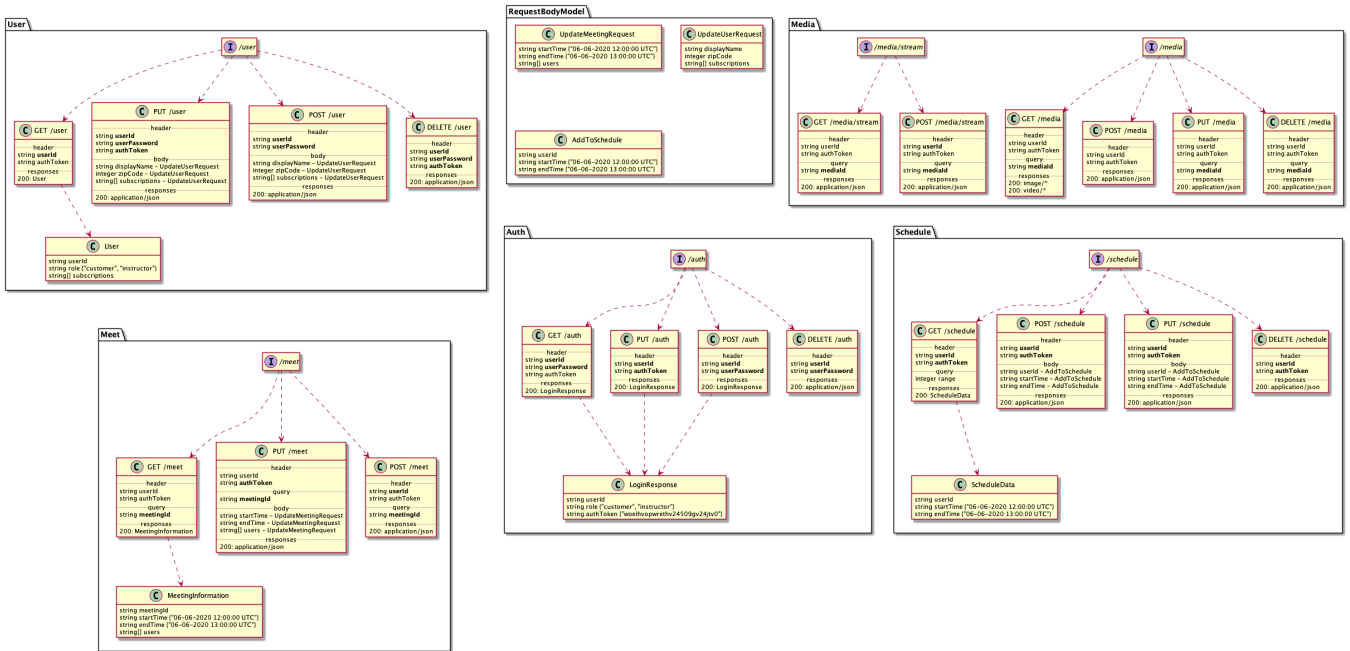 User
I /user
C GET /user
header
string userId
string authToken
responses
200: User
C PUT /user
header
string userId
string userPassword
string authToken
body
string displayName - UpdateUserRequest
integer zipCode - UpdateUserRequest
string[] subscriptions - UpdateUserRequest
responses
200: application/json
C POST /user
header
string userId
string userPassword
body
string displayName - UpdateUserRequest
integer zipCode - UpdateUserRequest
string[] subscriptions - UpdateUserRequest
responses
200: application/json
C DELETE /user
header
string userId
string userPassword
string authToken
responses
200: application/json
C User
string userId
string role ("customer", "instructor")
string[] subscriptions
RequestBodyModel
C UpdateMeetingRequest
string startTime ("06-06-2020 12:00:00 UTC")
string endTime ("06-06-2020 13:00:00 UTC")
string[] users
C UpdateUserRequest
string displayName
integer zipCode
string[] subscriptions
C AddToSchedule
string userId
string startTime ("06-06-2020 12:00:00 UTC")
string endTime ("06-06-2020 13:00:00 UTC")
Media
I /media/stream
I /media
C GET /media/stream
header
string userId
string authToken
query
string mediaId
responses
200: application/json
C POST /media/stream
header
string userId
string authToken
query
string mediaId
responses
200: application/json
C GET /media
header
string userId
string authToken
query
string mediaId
responses
200: image/*
200: video/*
C POST /media
header
string userId
string authToken
responses
200: application/json
C PUT /media
header
string userId
string authToken
query
string mediaId
responses
200: application/json
C DELETE /media
header
string userId
string authToken
query
string mediaId
responses
200: application/json
Meet
I /meet
C GET /meet
header
string userId
string authToken
query
string meetingId
responses
200: MeetingInformation
C PUT /meet
header
string userId
string authToken
query
string meetingId
body
string startTime - UpdateMeetingRequest
string endTime - UpdateMeetingRequest
string[] users - UpdateMeetingRequest
responses
200: application/json
C POST /meet
header
string userId
string authToken
query
string meetingId
responses
200: application/json
C MeetingInformation
string meetingId
string startTime ("06-06-2020 12:00:00 UTC")
string endTime ("06-06-2020 13:00:00 UTC")
string[] users
Auth
I /auth
C GET /auth
header
string userId
string userPassword
string authToken
responses
200: LoginResponse
C PUT /auth
header
string userId
string authToken
responses
200: LoginResponse
C POST /auth
header
string userId
string userPassword
responses
200: LoginResponse
C DELETE /auth
header
string userId
string userPassword
responses
200: application/json
C LoginResponse
string userId
string role ("customer", "instructor")
string authToken ("woeihvopwrethv24509gv24jtv0")
Schedule
I /schedule
C GET /schedule
header
string userId
string authToken
query
integer range
responses
200: ScheduleData
C POST /schedule
header
string userId
string authToken
body
string userId - AddToSchedule
string startTime - AddToSchedule
string endTime - AddToSchedule
responses
200: application/json
C PUT /schedule
header
string userId
string authToken
body
string userId - AddToSchedule
string startTime - AddToSchedule
string endTime - AddToSchedule
responses
200: application/json
C DELETE /schedule
header
string userId
string authToken
responses
200: application/json
C ScheduleData
string userId
string startTime ("06-06-2020 12:00:00 UTC")
string endTime ("06-06-2020 13:00:00 UTC")